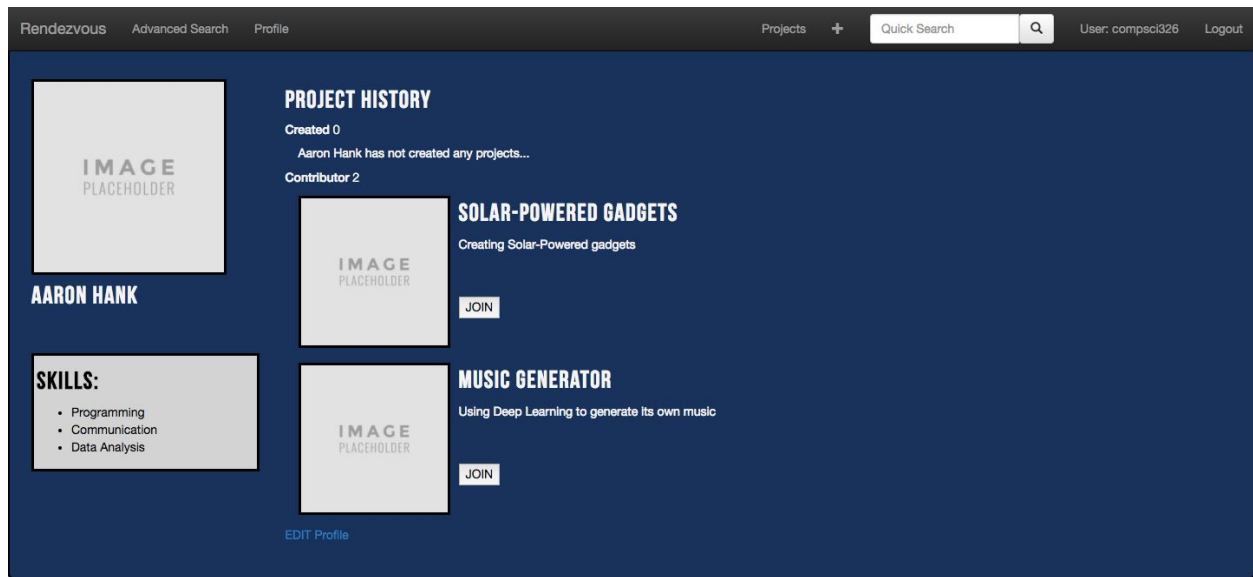 Rendezvous Advanced Search Profile Projects + Quick Search User: compsci326 Logout
IMAGE
PLACEHOLDER
AARON HANK
SKILLS:
• Programming
• Communication
• Data Analysis
PROJECT HISTORY
Created 0
Aaron Hank has not created any projects...
Contributor 2
IMAGE
PLACEHOLDER
SOLAR-POWERED GADGETS
Creating Solar-Powered gadgets
JOIN
IMAGE
PLACEHOLDER
MUSIC GENERATOR
Using Deep Learning to generate its own music
JOIN
EDIT Profile